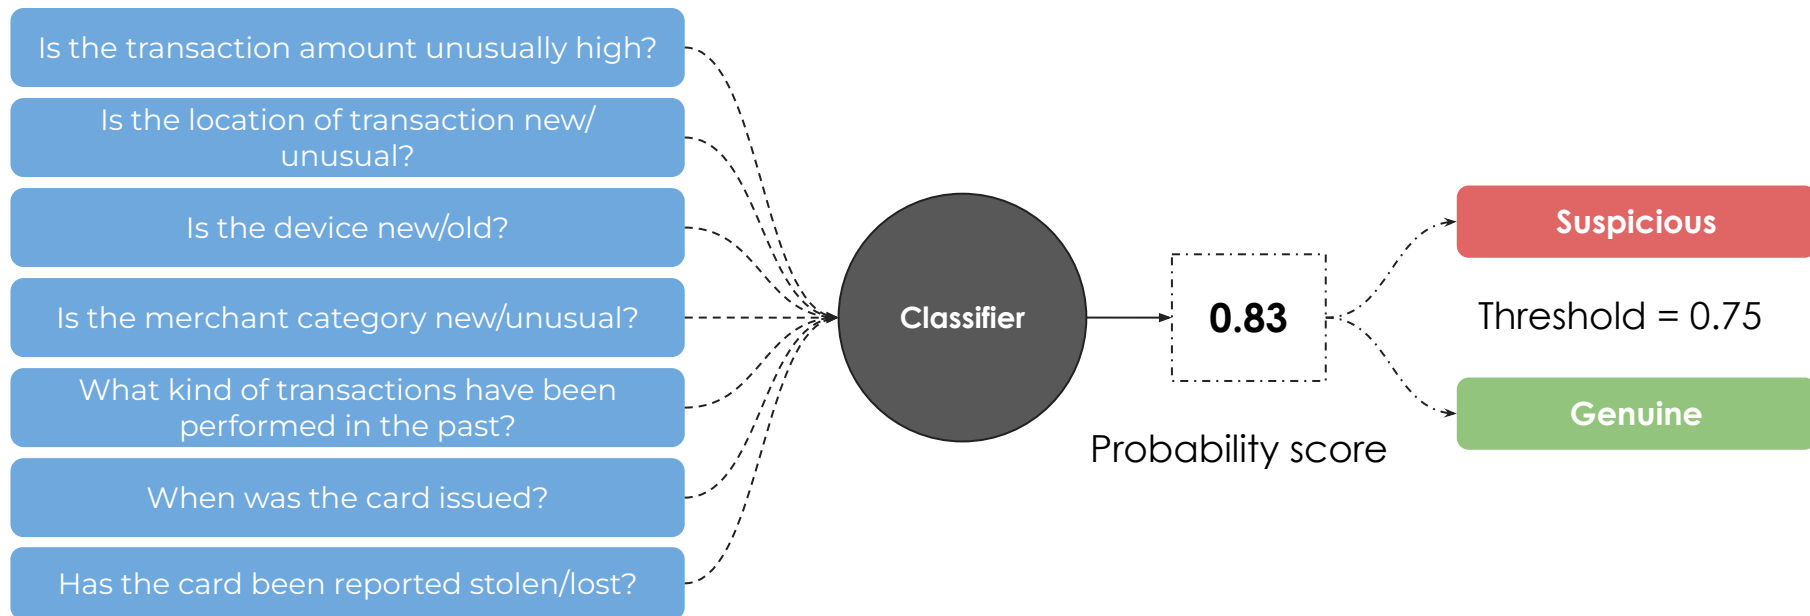 Is the transaction amount unusually high?
Is the location of transaction new/
unusual?
Is the device new/old?
Is the merchant category new/unusual?
What kind of transactions have been
performed in the past?
When was the card issued?
Has the card been reported stolen/lost?
Classifier
0.83
Probability score
Suspicious
Threshold = 0.75
Genuine